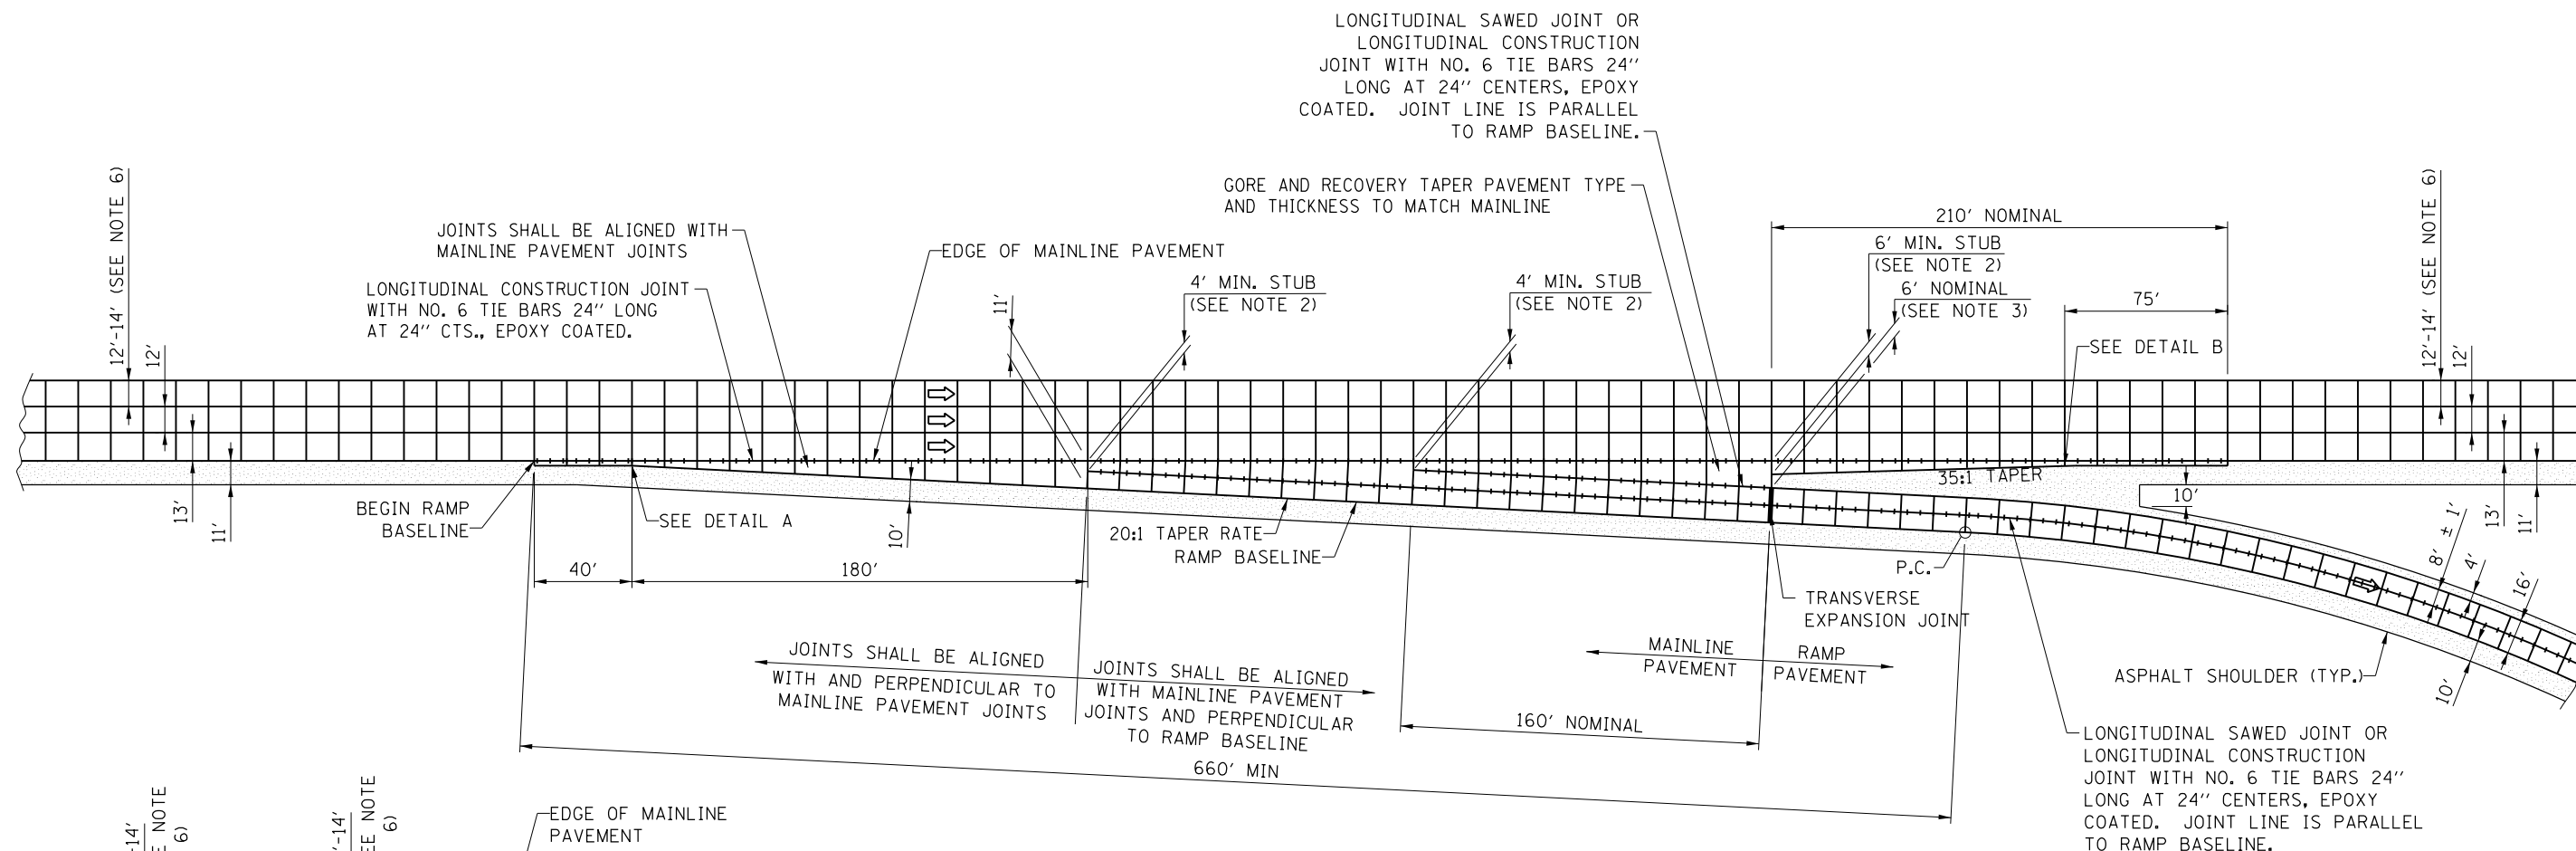 LONGITUDINAL SAWED JOINT OR
LONGITUDINAL CONSTRUCTION
JOINT WITH NO. 6 TIE BARS 24''
LONG AT 24'' CENTERS, EPOXY
COATED. JOINT LINE IS PARALLEL
TO RAMP BASELINE.
GORE AND RECOVERY TAPER PAVEMENT TYPE
AND THICKNESS TO MATCH MAINLINE
12'-14' (SEE NOTE 6)
12'
13'
11'
JOINTS SHALL BE ALIGNED WITH
MAINLINE PAVEMENT JOINTS
LONGITUDINAL CONSTRUCTION JOINT
WITH NO. 6 TIE BARS 24'' LONG
AT 24'' CTS., EPOXY COATED.
EDGE OF MAINLINE PAVEMENT
11'
4' MIN. STUB
(SEE NOTE 2)
4' MIN. STUB
(SEE NOTE 2)
210' NOMINAL
6' MIN. STUB
(SEE NOTE 2)
6' NOMINAL
(SEE NOTE 3)
75'
SEE DETAIL B
12'-14' (SEE NOTE 6)
12'
13'
11'
35:1 TAPER
10'
BEGIN RAMP
BASELINE
SEE DETAIL A
10'
20:1 TAPER RATE
RAMP BASELINE
40'
180'
P.C.
TRANSVERSE
EXPANSION JOINT
8' ± 1'
4'
16'
10'
JOINTS SHALL BE ALIGNED
WITH AND PERPENDICULAR TO
MAINLINE PAVEMENT JOINTS
JOINTS SHALL BE ALIGNED
WITH MAINLINE PAVEMENT
JOINTS AND PERPENDICULAR
TO RAMP BASELINE
MAINLINE
PAVEMENT
RAMP
PAVEMENT
ASPHALT SHOULDER (TYP.)
160' NOMINAL
660' MIN
LONGITUDINAL SAWED JOINT OR
LONGITUDINAL CONSTRUCTION
JOINT WITH NO. 6 TIE BARS 24''
LONG AT 24'' CENTERS, EPOXY
COATED. JOINT LINE IS PARALLEL
TO RAMP BASELINE.
-14'
E NOTE
6)
'-14'
EE NOTE
6)
EDGE OF MAINLINE
PAVEMENT